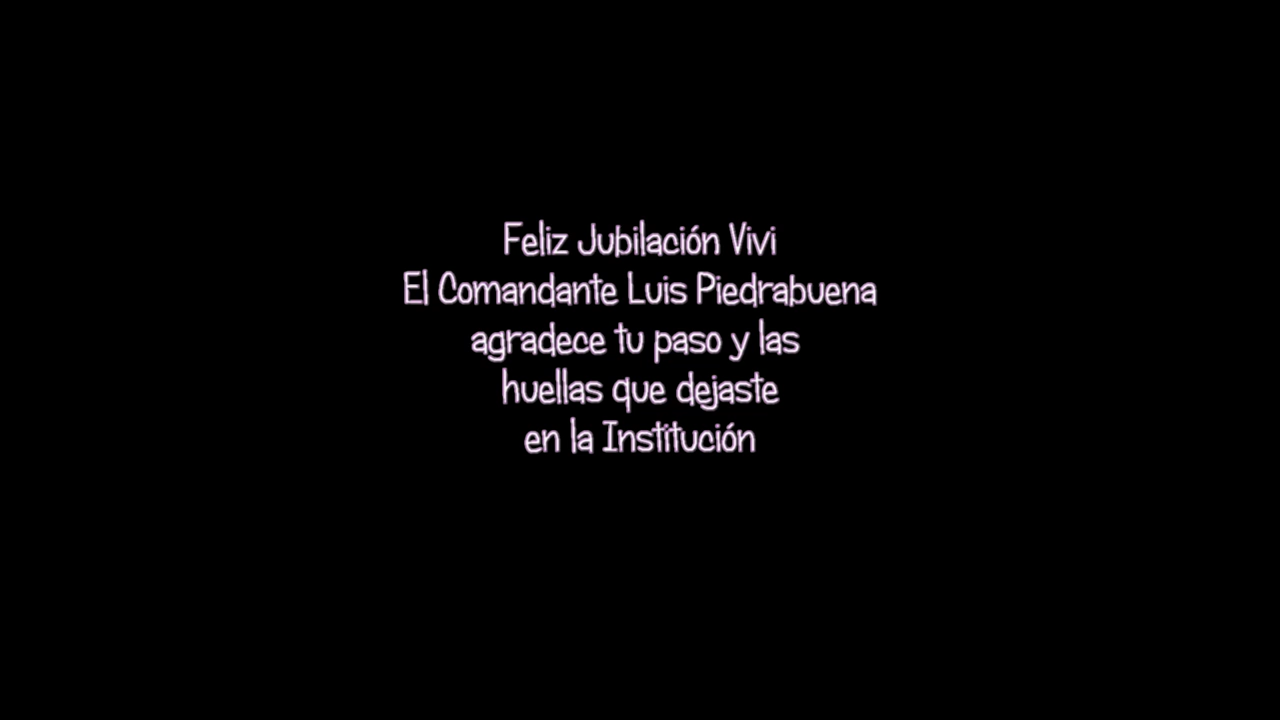 Feliz Jubilación Vivi
El Comandante Luis Piedrabuena
agradece tu paso y las
huellas que dejaste
en la Institución